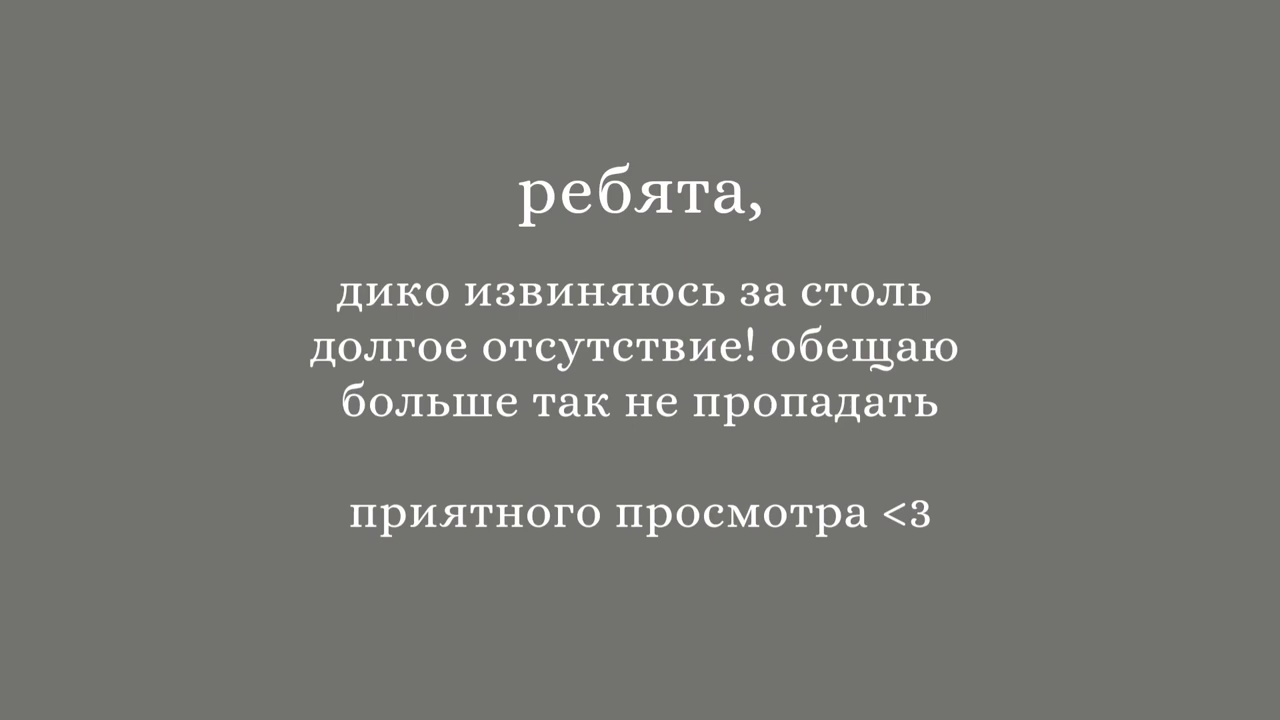 ребята,
дико извиняюсь за столь
долгое отсутствие! обещаю
больше так не пропадать
приятного просмотра <3